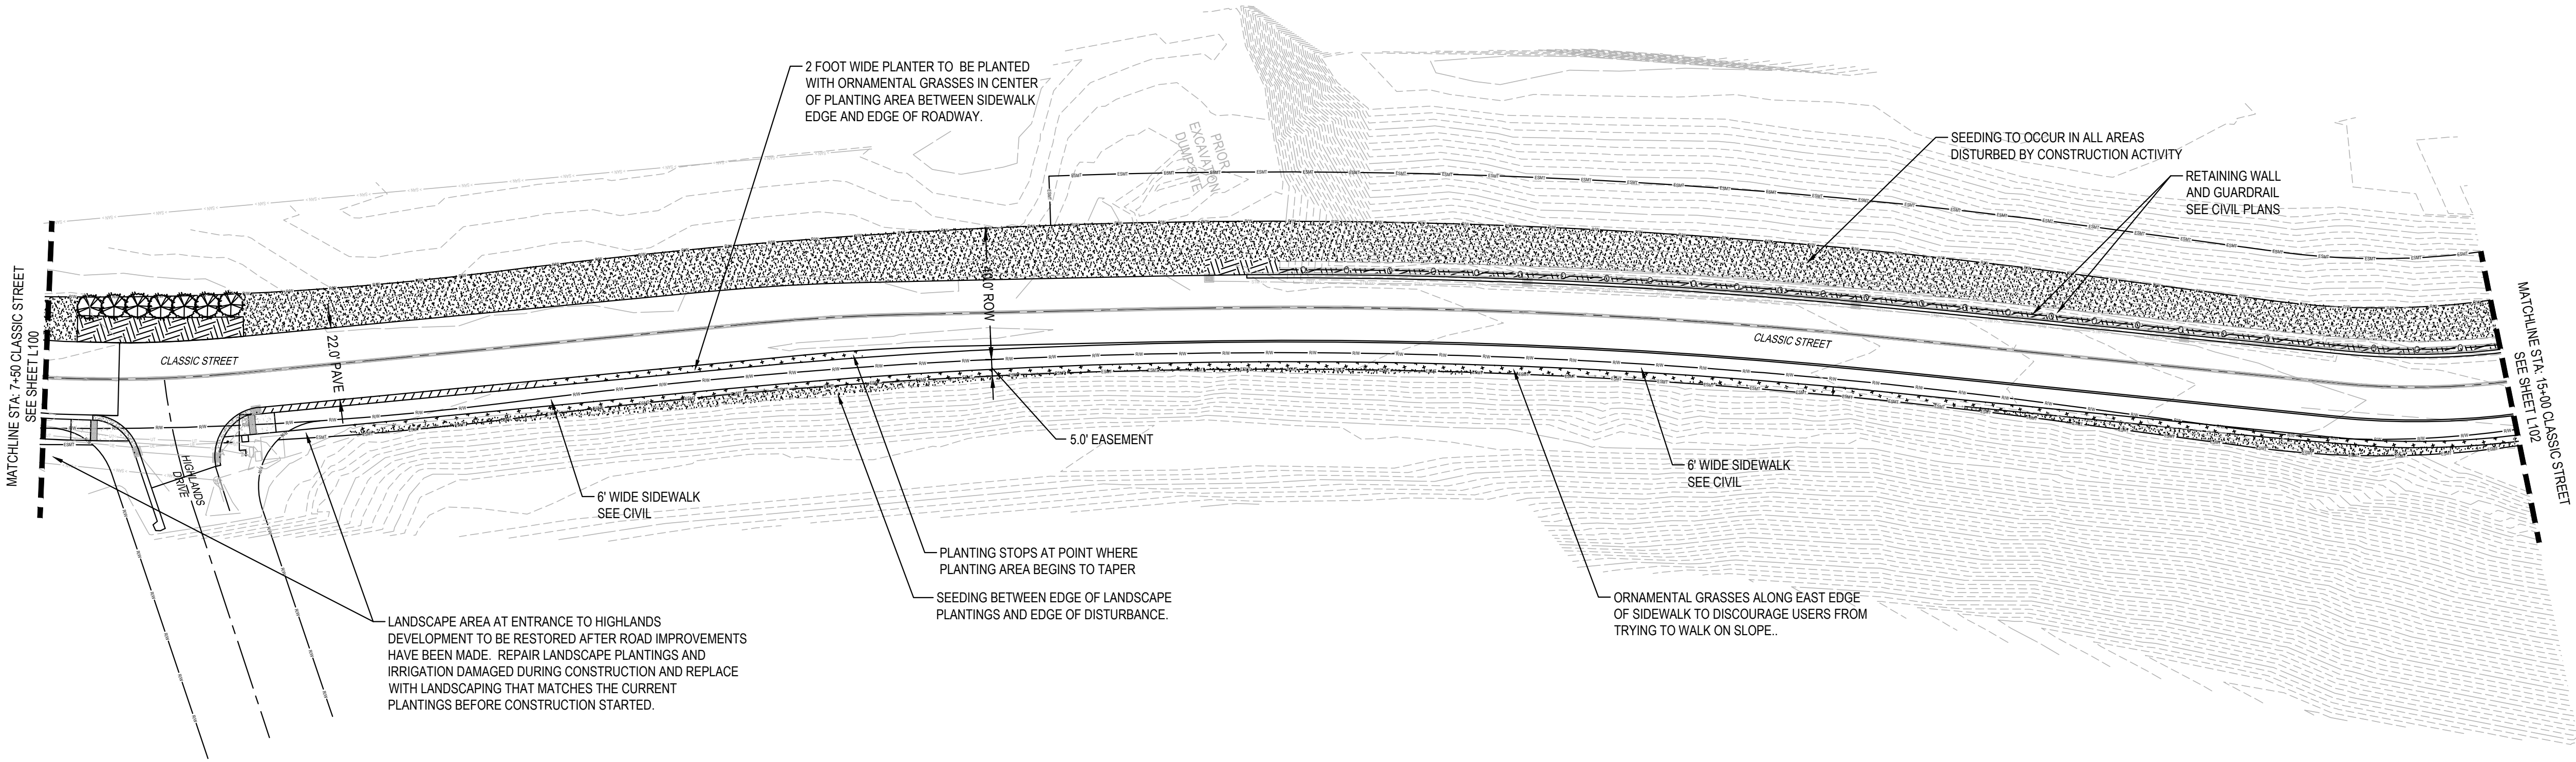 2 FOOT WIDE PLANTER TO BE PLANTED
WITH ORNAMENTAL GRASSES IN CENTER
OF PLANTING AREA BETWEEN SIDEWALK
EDGE AND EDGE OF ROADWAY.
PRIOR
EXCAVATION
DUMPSITE
SEEDING TO OCCUR IN ALL AREAS
DISTURBED BY CONSTRUCTION ACTIVITY
RETAINING WALL
AND GUARDRAIL
SEE CIVIL PLANS
MATCHLINE STA: 7+50 CLASSIC STREET
SEE SHEET L100
CLASSIC STREET
22.0' PAVE
CLASSIC STREET
MATCHLINE STA: 15+00 CLASSIC STREET
SEE SHEET L102
HIGHLANDS
DRIVE
5.0' EASEMENT
6' WIDE SIDEWALK
SEE CIVIL
6' WIDE SIDEWALK
SEE CIVIL
PLANTING STOPS AT POINT WHERE
PLANTING AREA BEGINS TO TAPER
SEEDING BETWEEN EDGE OF LANDSCAPE
PLANTINGS AND EDGE OF DISTURBANCE.
ORNAMENTAL GRASSES ALONG EAST EDGE
OF SIDEWALK TO DISCOURAGE USERS FROM
TRYING TO WALK ON SLOPE..
LANDSCAPE AREA AT ENTRANCE TO HIGHLANDS
DEVELOPMENT TO BE RESTORED AFTER ROAD IMPROVEMENTS
HAVE BEEN MADE. REPAIR LANDSCAPE PLANTINGS AND
IRRIGATION DAMAGED DURING CONSTRUCTION AND REPLACE
WITH LANDSCAPING THAT MATCHES THE CURRENT
PLANTINGS BEFORE CONSTRUCTION STARTED.